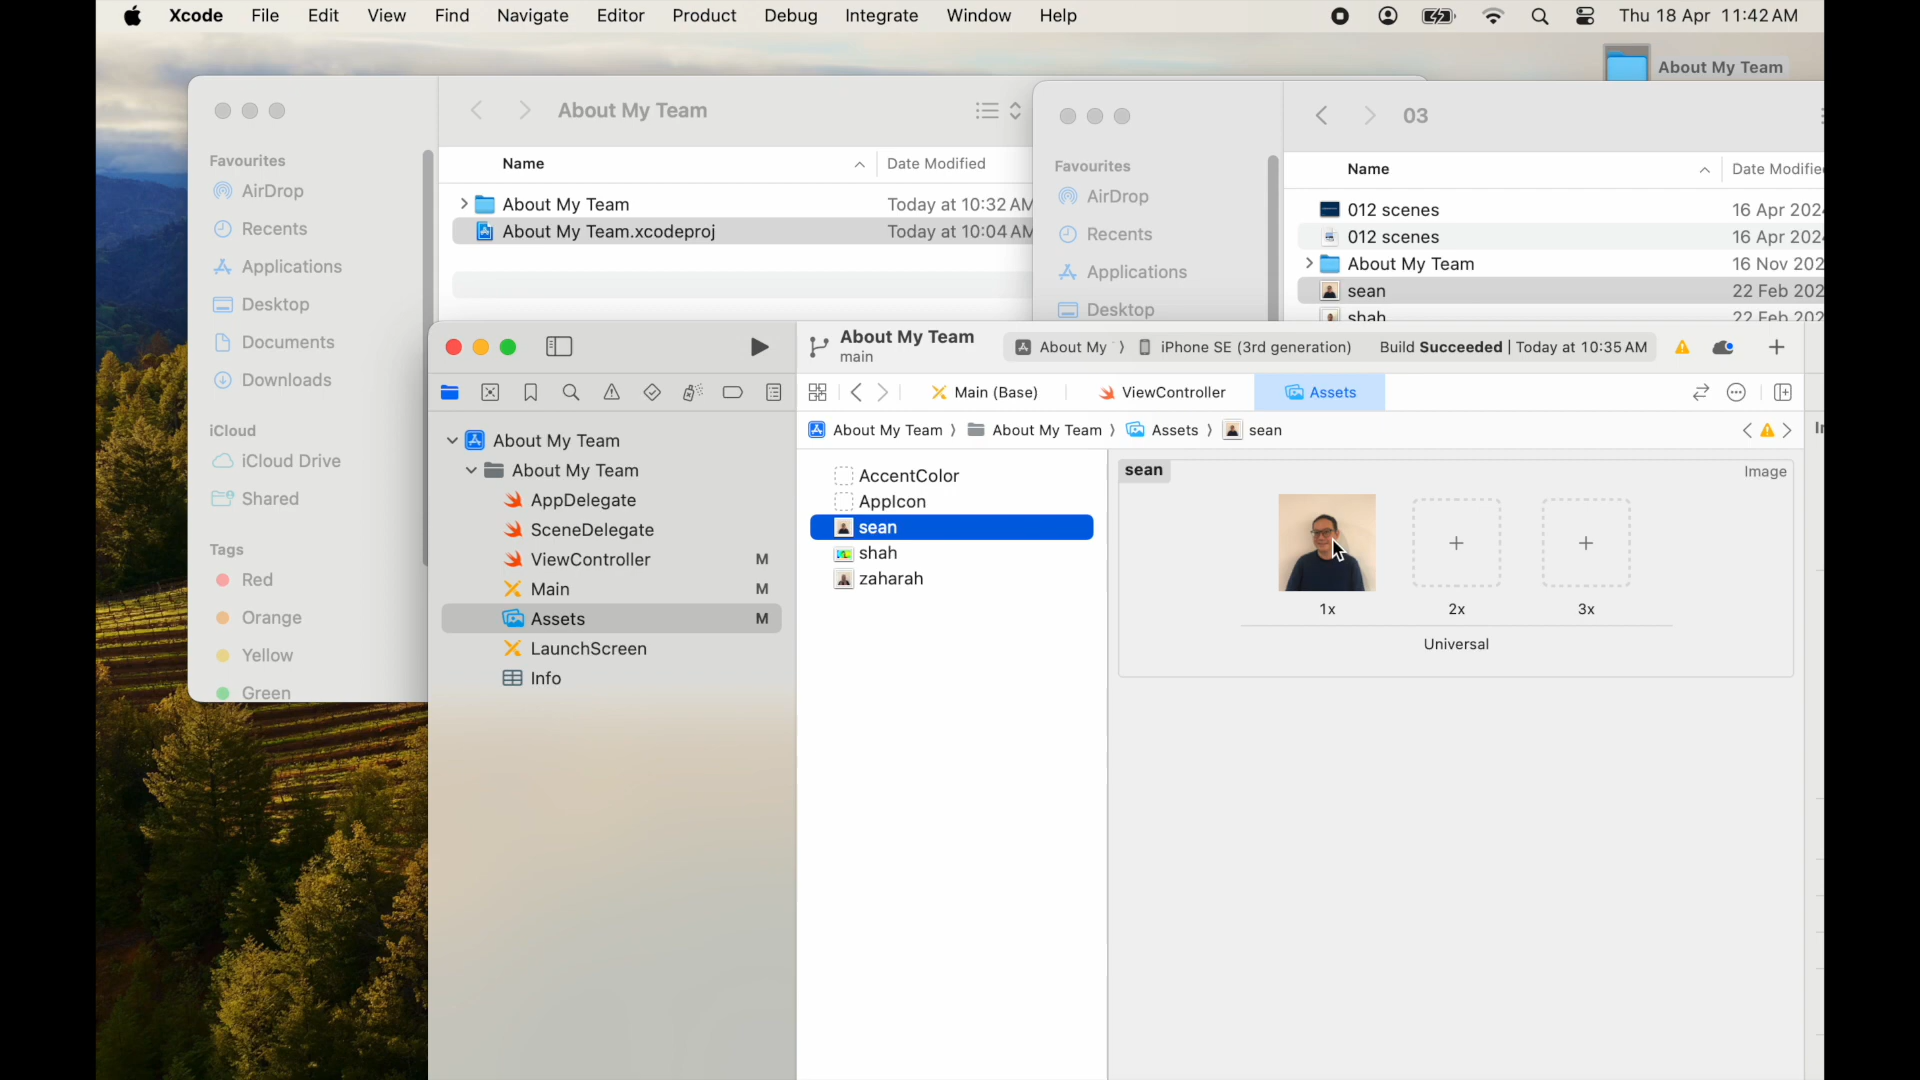 Xcode File Edit View Find Navigate Editor Product Debug Integrate Window Help Thu 18 Apr 11:42 AM
About My Team
About My Team
Favourites
AirDrop
Recents
Applications
Desktop
Documents
Downloads
iCloud
iCloud Drive
Shared
Tags
Red
Orange
Yellow
Green
Name Date Modified
About My Team Today at 10:32 AM
About My Team.xcodeproj Today at 10:04 AM
03
Favourites
AirDrop
Recents
Applications
Desktop
Name Date Modifie
012 scenes 16 Apr 202
012 scenes 16 Apr 202
About My Team 16 Nov 202
sean 22 Feb 202
shah 22 Feb 202
About My Team
main
About My iPhone SE (3rd generation) Build Succeeded | Today at 10:35 AM
Main (Base) ViewController Assets
About My Team About My Team Assets sean
About My Team
About My Team
AppDelegate
SceneDelegate
ViewController M
Main M
Assets M
LaunchScreen
Info
AccentColor
AppIcon
sean
shah
zaharah
sean Image
1x 2x 3x
Universal